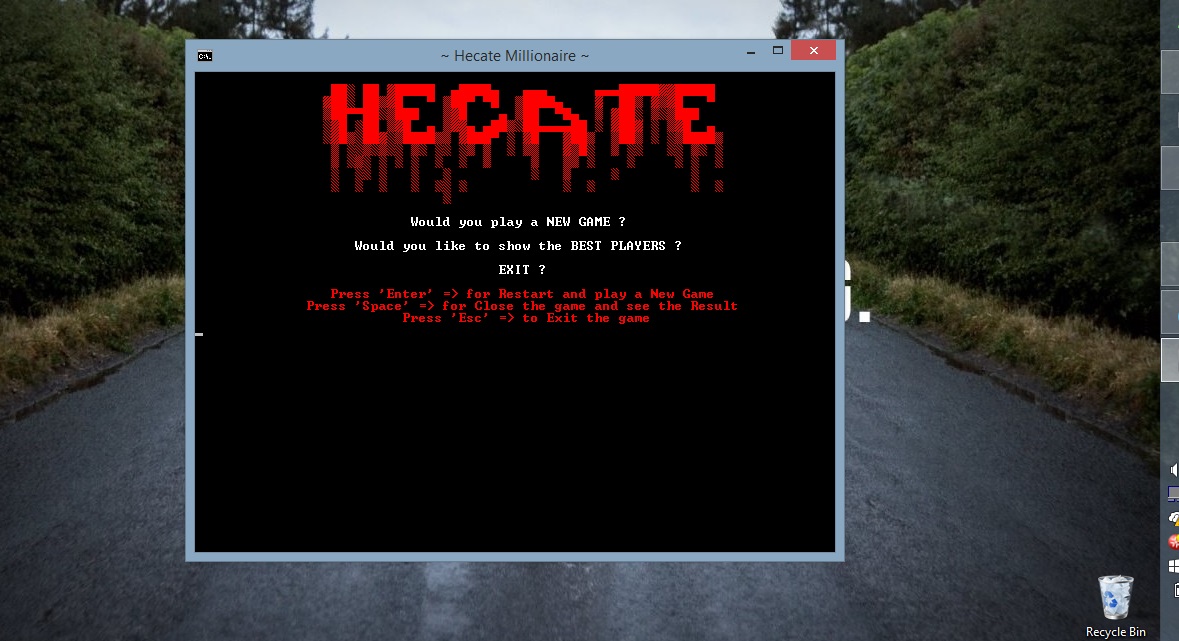 ~ Hecate Millionaire ~
HECATE
Would you play a NEW GAME ?
Would you like to show the BEST PLAYERS ?
EXIT ?
Press 'Enter' => for Restart and play a New Game
Press 'Space' => for Close the game and see the Result
Press 'Esc' => to Exit the game
Recycle Bin